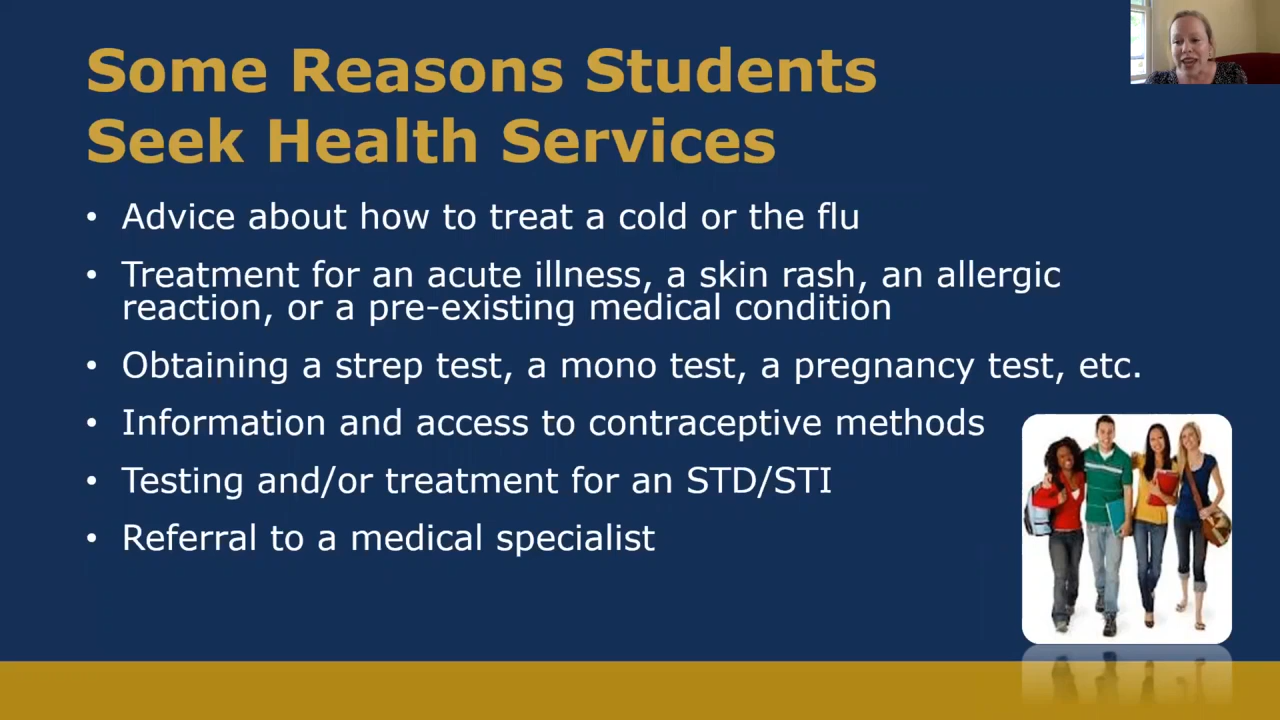 Some Reasons Students
Seek Health Services
• Advice about how to treat a cold or the flu
• Treatment for an acute illness, a skin rash, an allergic
reaction, or a pre-existing medical condition
• Obtaining a strep test, a mono test, a pregnancy test, etc.
• Information and access to contraceptive methods
• Testing and/or treatment for an STD/STI
• Referral to a medical specialist